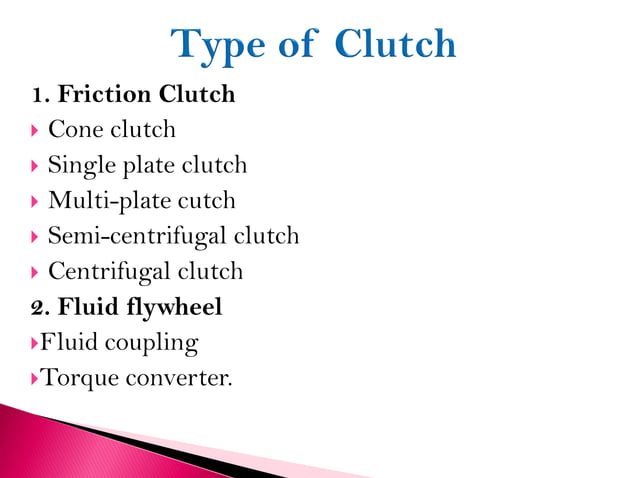 Type of Clutch
1. Friction Clutch
Cone clutch
Single plate clutch
Multi-plate cutch
Semi-centrifugal clutch
Centrifugal clutch
2. Fluid flywheel
Fluid coupling
Torque converter.